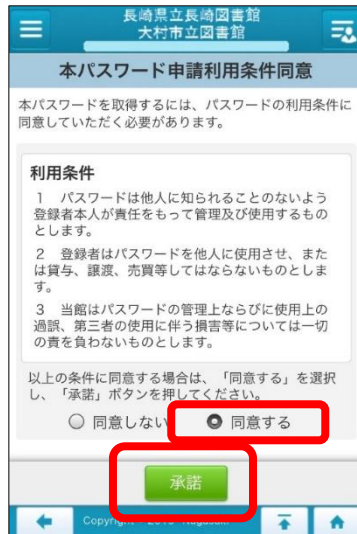 長崎県立長崎図書館
大村市立図書館
本パスワード申請利用条件同意
本パスワードを取得するには、パスワードの利用条件に
同意していただく必要があります。
利用条件
1　パスワードは他人に知られることのないよう
登録者本人が責任をもって管理及び使用するもの
とします。
2　登録者はパスワードを他人に使用させ、また
は貸与、譲渡、売買等してはならないものとしま
す。
3　当館はパスワードの管理上ならびに使用上の
過誤、第三者の使用に伴う損害等については一切
の責を負わないものとします。
以上の条件に同意する場合は、「同意する」を選択
し、「承諾」ボタンを押してください。
同意しない 同意する
承諾
Copyright 2019 Nagasaki